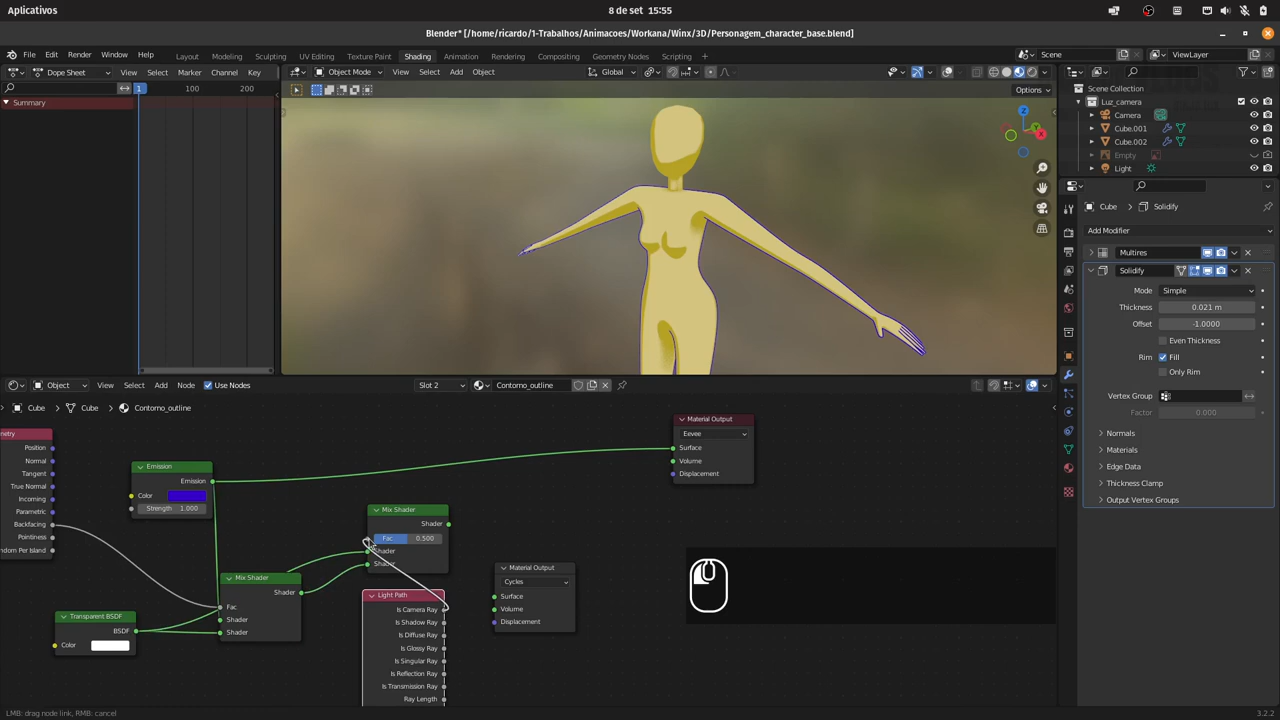 Aplicativos
8 de set 15:55
Blender* [/home/ricardo/1-Trabalhos/Animacoes/Workana/Winx/3D/Personagem_character_base.blend]
File Edit Render Window Help Layout Modeling Sculpting UV Editing Texture Paint Shading Animation Rendering Compositing Geometry Nodes Scripting
Scene
ViewLayer
Dope Sheet View Select Marker Channel Key
Object Mode View Select Add Object Global
Options
1 100 200
Summary
Z
Y
X
Scene Collection
Luz_camera
Camera
Cube.001
Cube.002
Empty
Light
Cube Solidify
Add Modifier
Multires
Solidify
Mode Simple
Thickness 0.021 m
Offset -1.0000
Even Thickness
Rim Fill
Only Rim
Vertex Group
Factor 0.000
Normals
Materials
Edge Data
Thickness Clamp
Output Vertex Groups
Object View Select Add Node Use Nodes Slot 2 Contorno_outline
Cube Cube Contorno_outline
metry
Position
Normal
Tangent
True Normal
Incoming
Parametric
Backfacing
Pointiness
ndom Per Island
Emission
Emission
Color
Strength 1.000
Transparent BSDF
BSDF
Color
Mix Shader
Shader
Fac
Shader
Shader
Mix Shader
Shader
Fac 0.500
Shader
Shader
Light Path
Is Camera Ray
Is Shadow Ray
Is Diffuse Ray
Is Glossy Ray
Is Singular Ray
Is Reflection Ray
Is Transmission Ray
Ray Length
Material Output
Cycles
Surface
Volume
Displacement
Material Output
Eevee
Surface
Volume
Displacement
LMB: drag node link, RMB: cancel
3.2.2